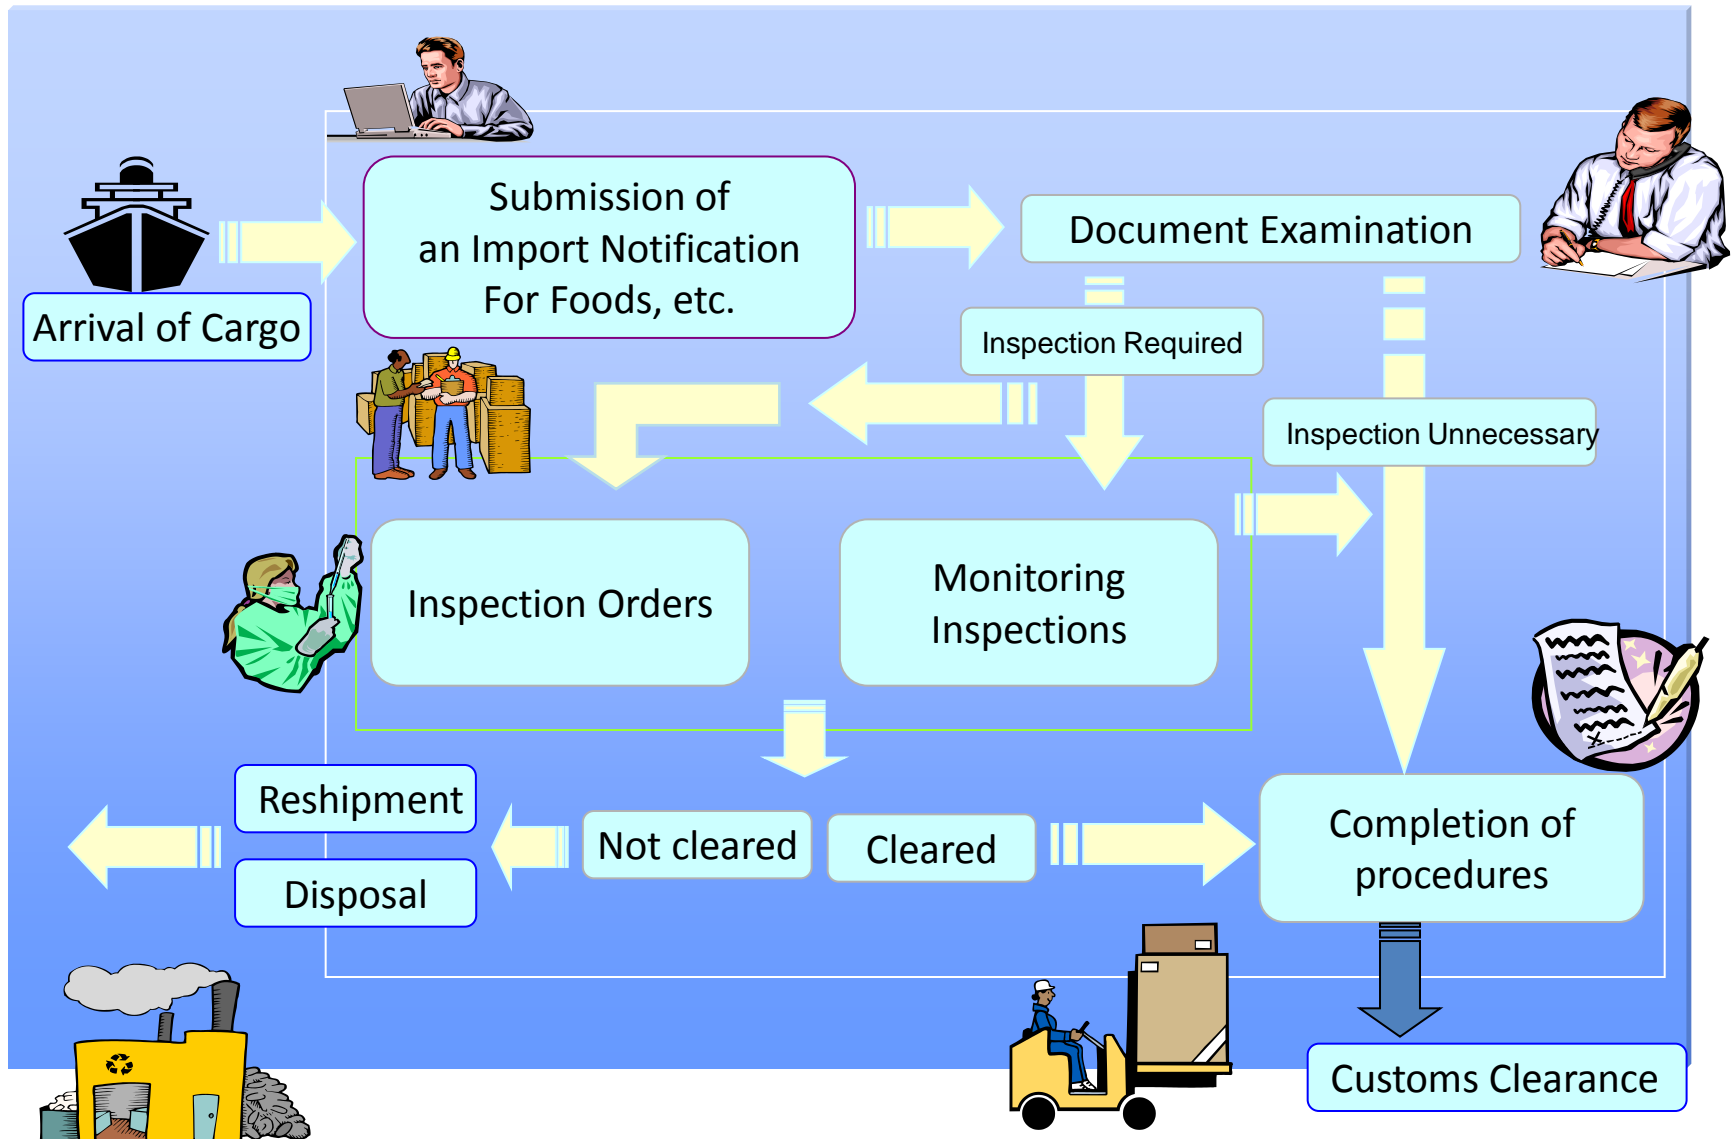 Submission of
an Import Notification
For Foods, etc.
Document Examination
Arrival of Cargo
Inspection Required
Inspection Unnecessary
Inspection Orders
Monitoring
Inspections
Reshipment
Disposal
Not cleared
Cleared
Completion of
procedures
Customs Clearance